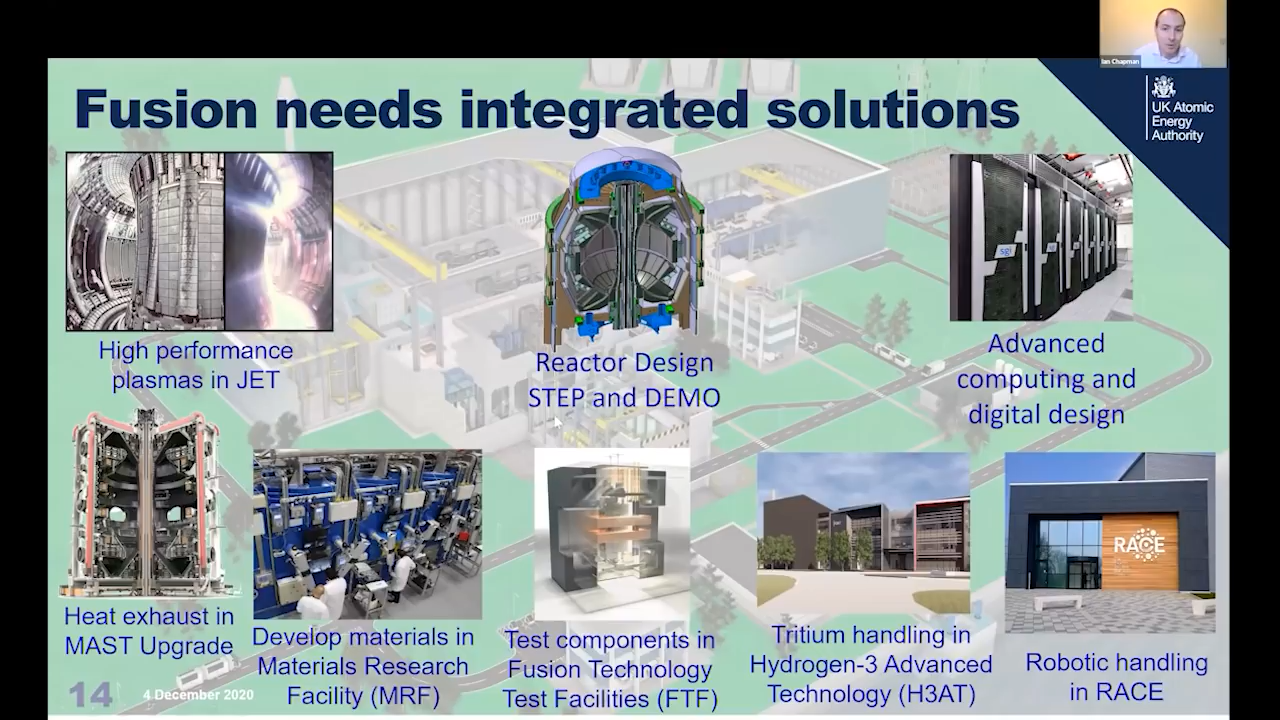 Ian Chapman
UK Atomic
Energy
Authority
Fusion needs integrated solutions
High performance
plasmas in JET
Reactor Design
STEP and DEMO
sgi
Advanced
computing and
digital design
Heat exhaust in
MAST Upgrade
Develop materials in
Materials Research
Facility (MRF)
Test components in
Fusion Technology
Test Facilities (FTF)
Tritium handling in
Hydrogen-3 Advanced
Technology (H3AT)
RACE
Robotic handling
in RACE
14
4 December 2020